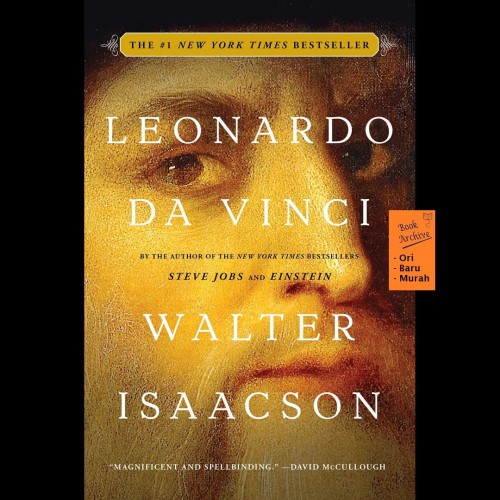 THE #1 NEW YORK TIMES BESTSELLER
LEONARDO
DA VINCI
BY THE AUTHOR OF THE NEW YORK TIMES BESTSELLERS
STEVE JOBS AND EINSTEIN
WALTER
ISAACSON
“MAGNIFICENT AND SPELLBINDING.” —DAVID McCULLOUGH
Book
Archive
- Ori
- Baru
- Murah